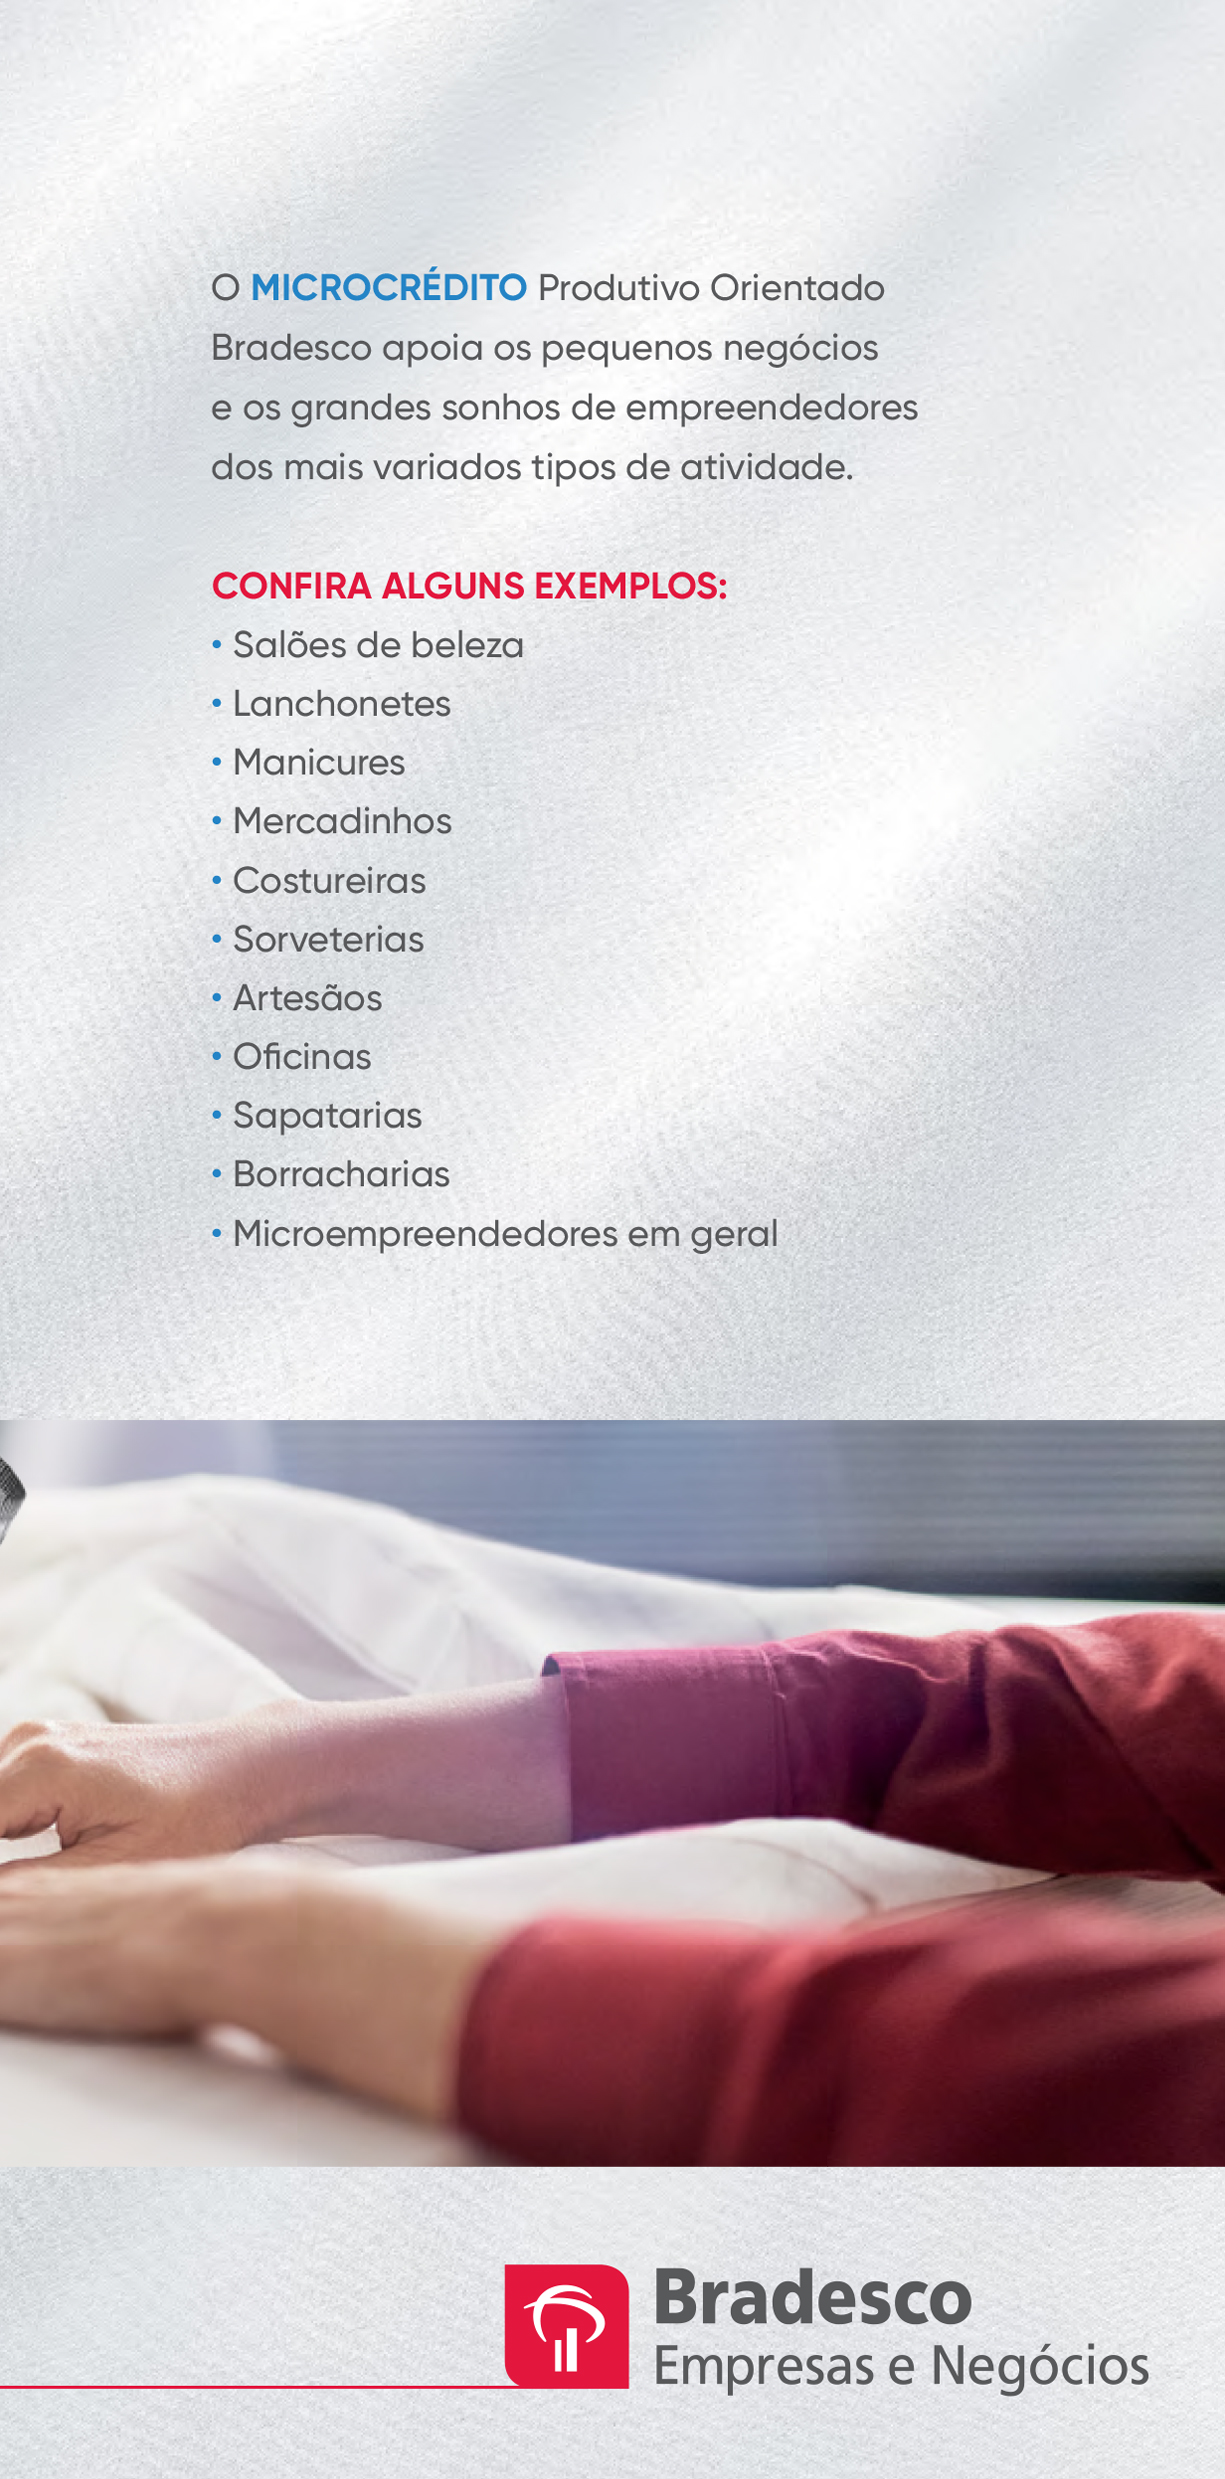 O MICROCRÉDITO Produtivo Orientado
Bradesco apoia os pequenos negócios
e os grandes sonhos de empreendedores
dos mais variados tipos de atividade.
CONFIRA ALGUNS EXEMPLOS:
• Salões de beleza
• Lanchonetes
• Manicures
• Mercadinhos
• Costureiras
• Sorveterias
• Artesãos
• Oficinas
• Sapatarias
• Borracharias
• Microempreendedores em geral
Bradesco
Empresas e Negócios